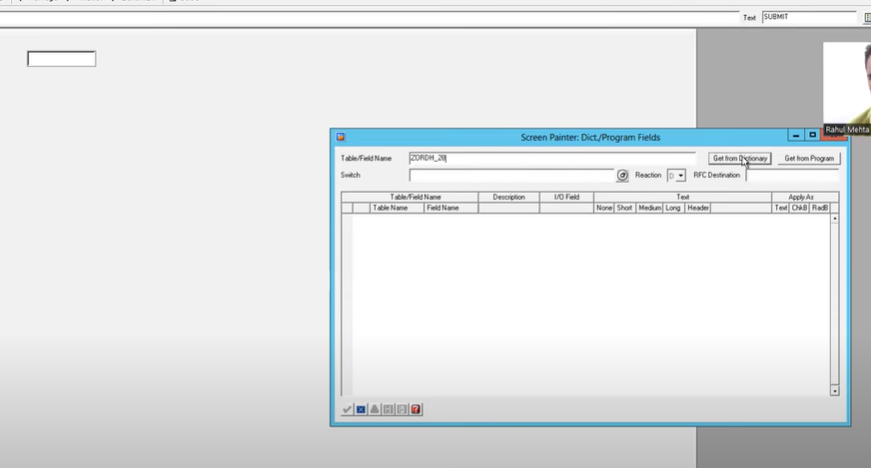 Text SUBMIT
Rahul Mehta
Screen Painter: Dict./Program Fields
Table/Field Name ZORDH_28 Get from Dictionary Get from Program
Switch Reaction D RFC Destination
Table/Field Name Description I/O Field Text Apply As
Table Name Field Name None Short Medium Long Header Text ChkB RadB